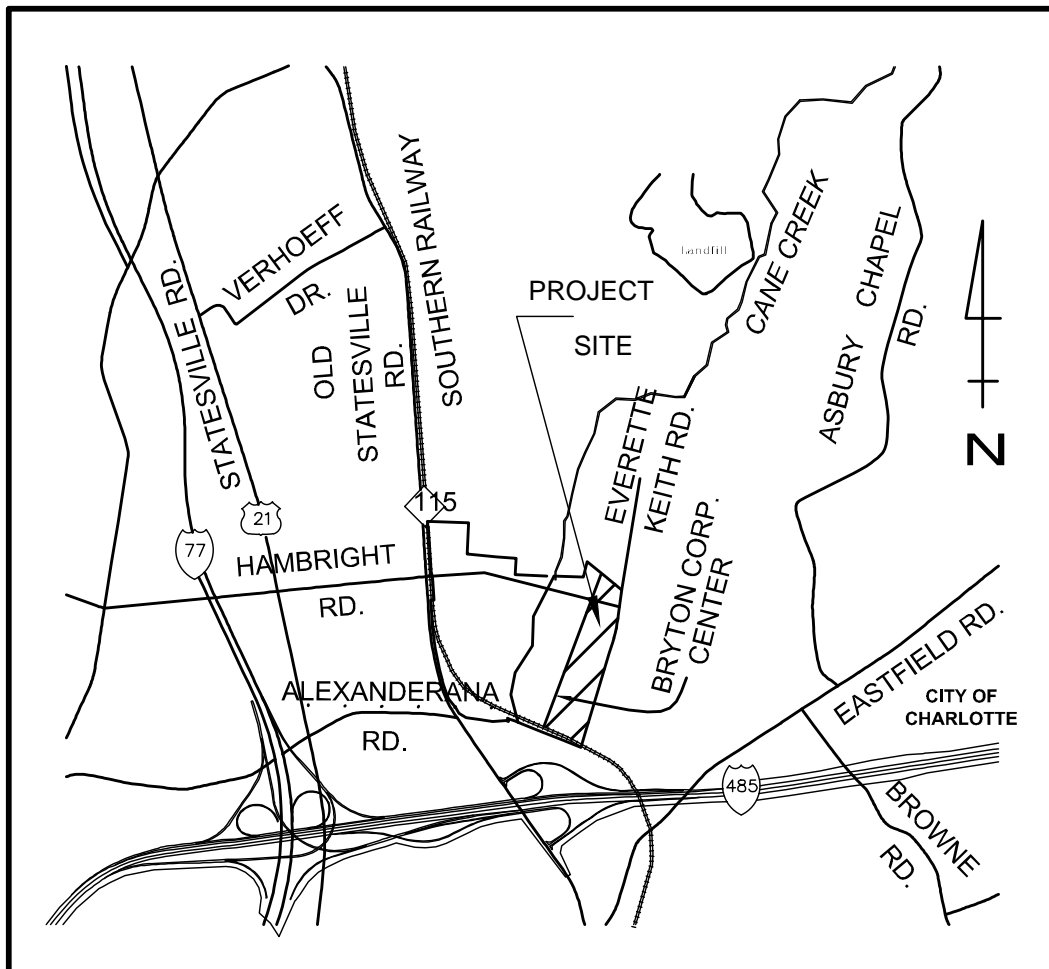 VERHOEFF
DR.
STATESVILLE RD.
OLD
STATESVILLE
RD.
SOUTHERN RAILWAY
Landfill
CANE CREEK
ASBURY CHAPEL
RD.
PROJECT
SITE
N
EVERETTE
KEITH RD.
BRYTON CORP.
CENTER
115
21
77
HAMBRIGHT
RD.
ALEXANDERANA
RD.
EASTFIELD RD.
CITY OF
CHARLOTTE
485
BROWNE
RD.